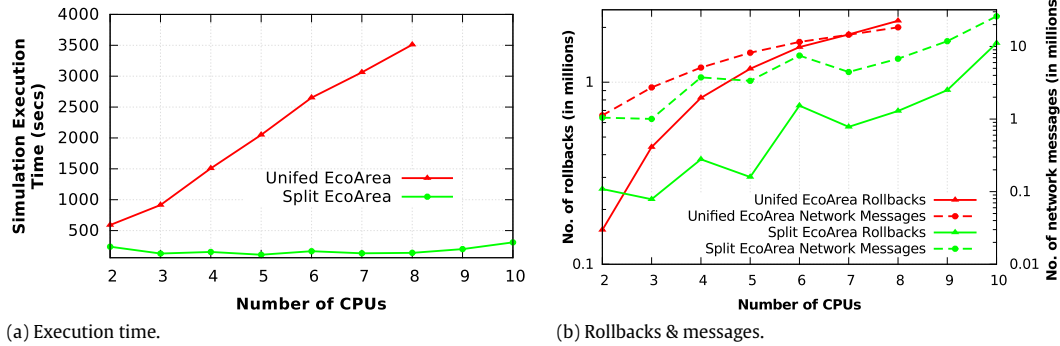 4000
3500
3000
2500
2000
1500
1000
500
2 3 4 5 6 7 8 9 10
Simulation Execution
Time (secs)
Number of CPUs
Unifed EcoArea
Split EcoArea
(a) Execution time.
1
0.1
10
1
0.1
0.01
2 3 4 5 6 7 8 9 10
No. of rollbacks (in millions)
No. of network messages (in millions
Number of CPUs
Unifed EcoArea Rollbacks
Unified EcoArea Network Messages
Split EcoArea Rollbacks
Split EcoArea Network Messages
(b) Rollbacks & messages.